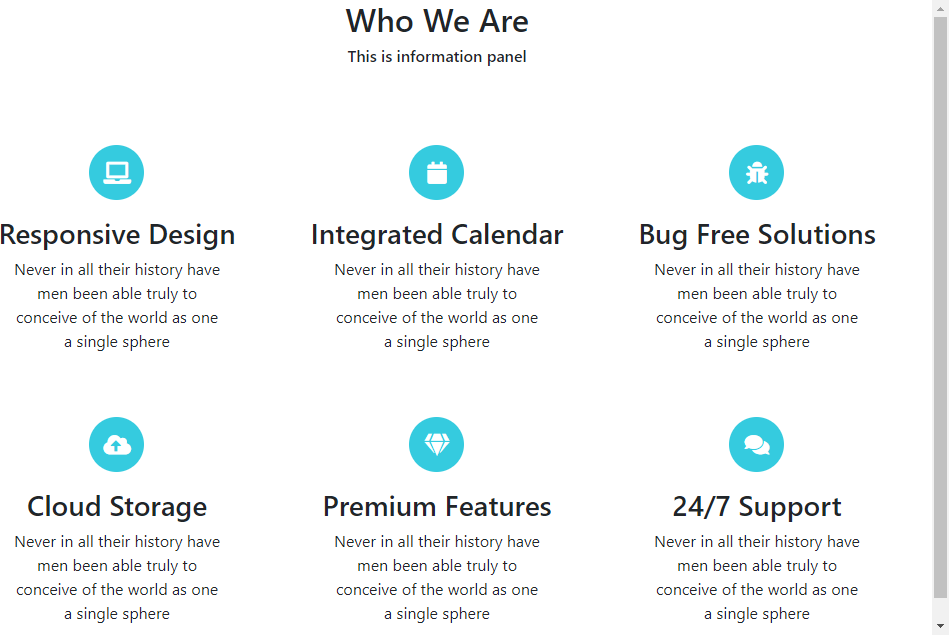 Who We Are
This is information panel
Responsive Design
Never in all their history have
men been able truly to
conceive of the world as one
a single sphere
Integrated Calendar
Never in all their history have
men been able truly to
conceive of the world as one
a single sphere
Bug Free Solutions
Never in all their history have
men been able truly to
conceive of the world as one
a single sphere
Cloud Storage
Never in all their history have
men been able truly to
conceive of the world as one
a single sphere
Premium Features
Never in all their history have
men been able truly to
conceive of the world as one
a single sphere
24/7 Support
Never in all their history have
men been able truly to
conceive of the world as one
a single sphere